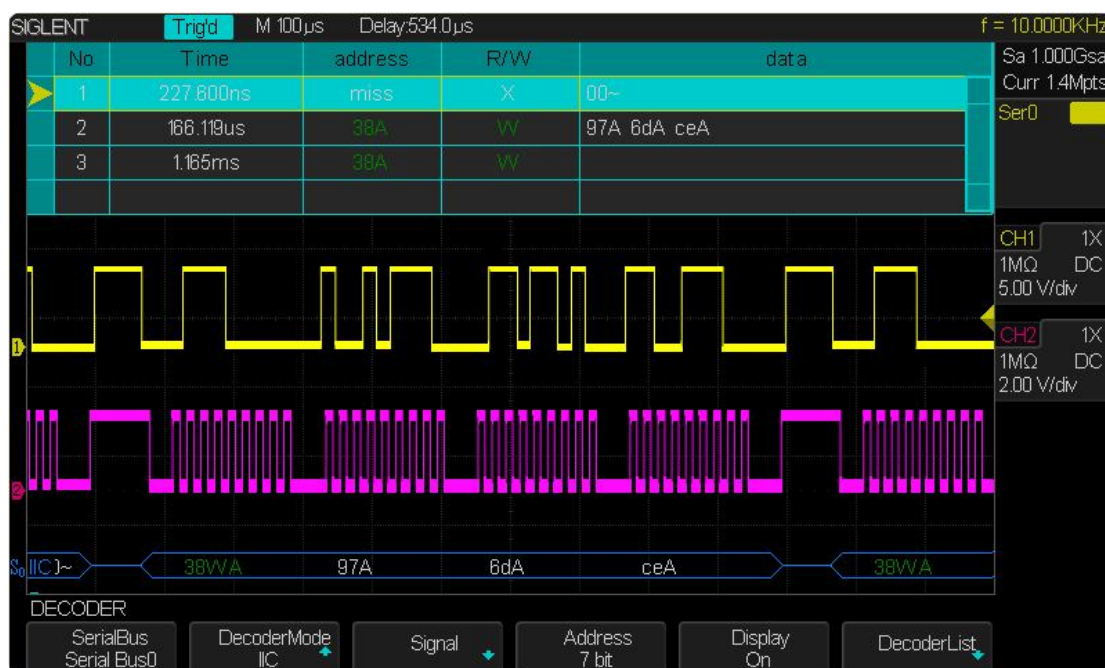 SIGLENT Trig'd M 100µs Delay:534.0µs f = 10.0000KHz
No Time address R/W data
Sa 1.000Gsa
Curr 1.4Mpts
1 227.600ns miss X 00~
Ser0
2 166.119us 38A W 97A 6dA ceA
3 1.165ms 38A W
CH1 1X
1MΩ DC
5.00 V/div
1
CH2 1X
1MΩ DC
2.00 V/div
2
S0 IIC )~ 38WA 97A 6dA ceA 38WA
DECODER
SerialBus
Serial Bus0
DecoderMode
IIC
Signal
Address
7 bit
Display
On
DecoderList